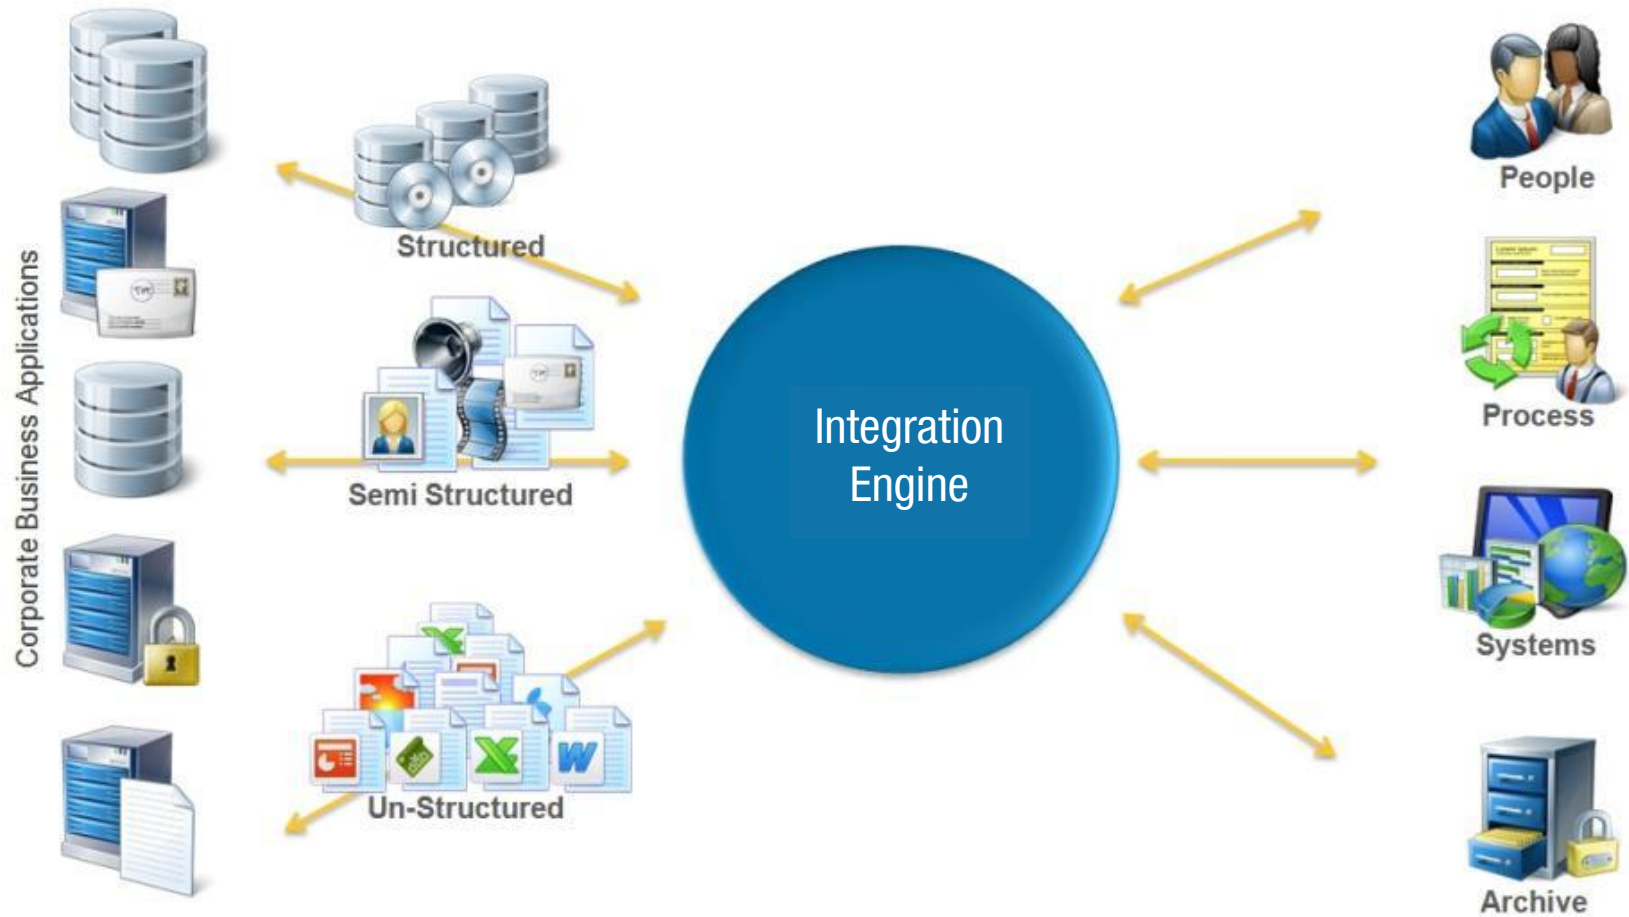 Corporate Business Applications
Structured
Semi Structured
Un-Structured
Integration
Engine
People
Process
Systems
Archive